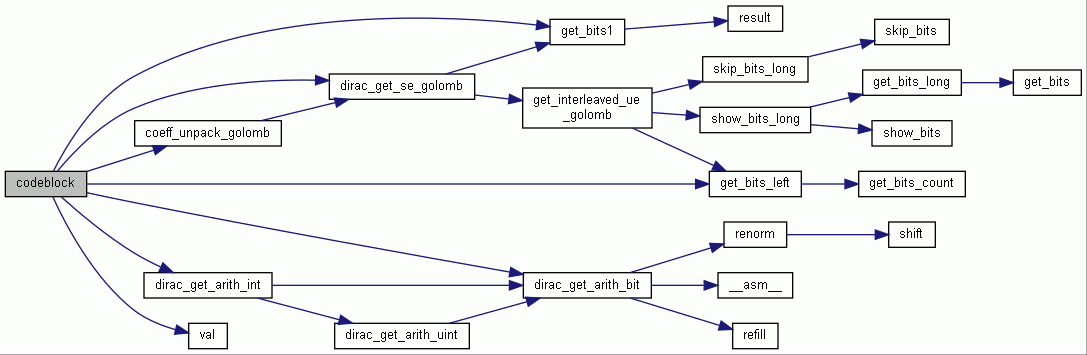 codeblock
get_bits1
result
dirac_get_se_golomb
coeff_unpack_golomb
get_interleaved_ue
_golomb
skip_bits_long
skip_bits
show_bits_long
get_bits_long
get_bits
show_bits
get_bits_left
get_bits_count
dirac_get_arith_int
dirac_get_arith_uint
dirac_get_arith_bit
renorm
shift
__asm__
refill
val